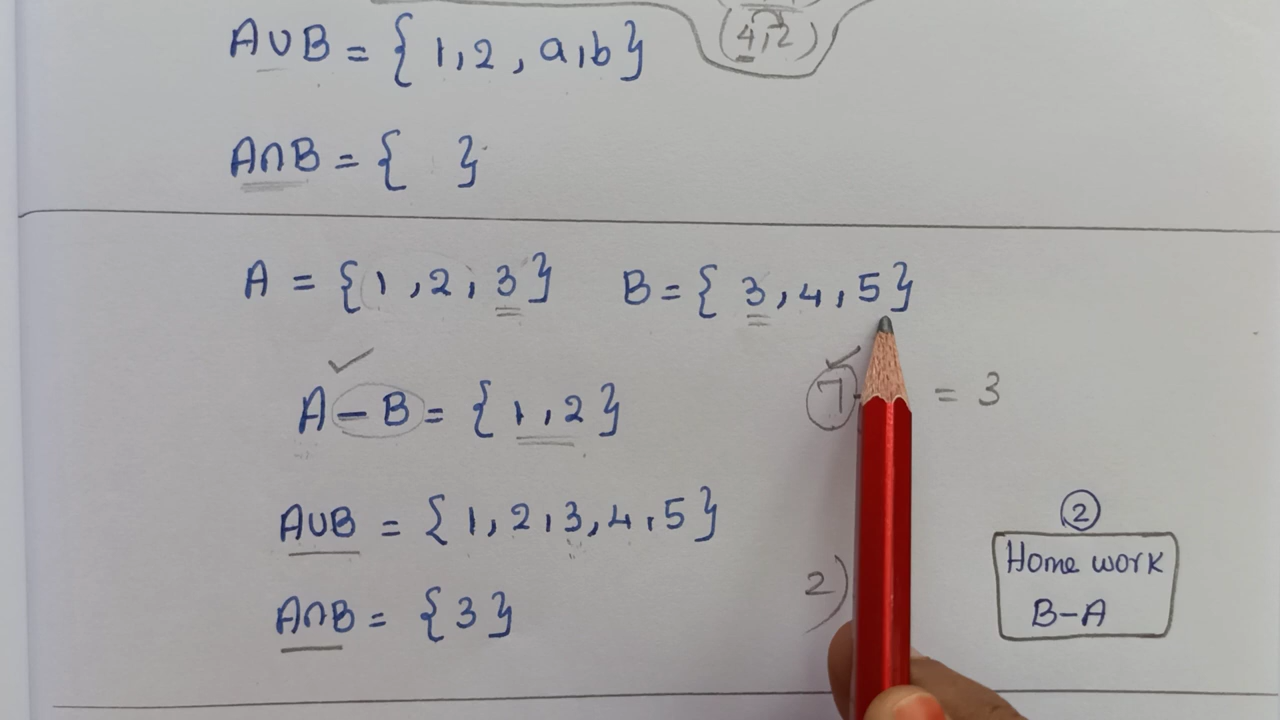 (4,2)
A∪B = { 1,2 , a,b}
A∩B = { }
A = {1 ,2, 3} B = { 3,4,5}
A - B = { 1,2 }
7 = 3
A∪B = { 1, 2, 3, 4, 5}
2)
A∩B = { 3 }
2
Home work
B-A